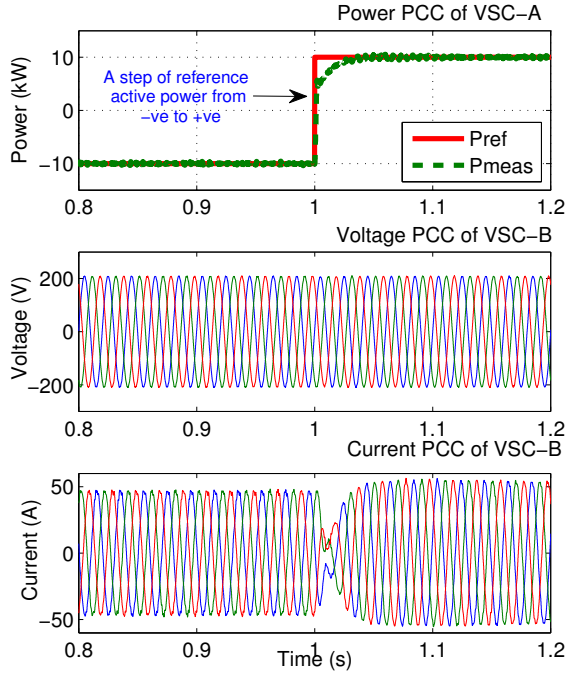 Power PCC of VSC−A
Power (kW)
10
0
−10
A step of reference
active power from
−ve to +ve
Pref
Pmeas
0.8 0.9 1 1.1 1.2
Voltage PCC of VSC−B
Voltage (V)
200
0
−200
0.8 0.9 1 1.1 1.2
Current PCC of VSC−B
Current (A)
50
0
−50
0.8 0.9 1 1.1 1.2
Time (s)